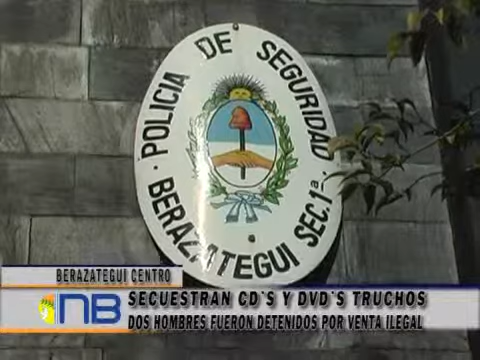 · POLICIA DE SEGURIDAD
BERAZATEGUI SEC.1ª.
BERAZATEGUI CENTRO
NB
SECUESTRAN CD`S Y DVD`S TRUCHOS
DOS HOMBRES FUERON DETENIDOS POR VENTA ILEGAL